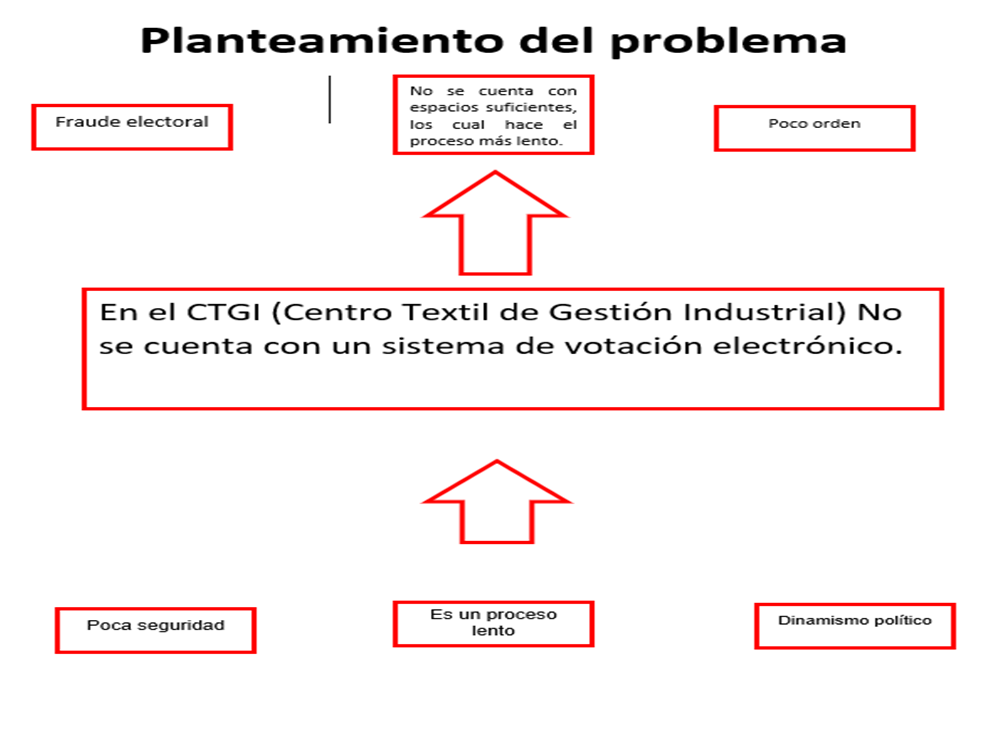 Planteamiento del problema
Fraude electoral
No se cuenta con
espacios suficientes,
los cual hace el
proceso más lento.
Poco orden
En el CTGI (Centro Textil de Gestión Industrial) No
se cuenta con un sistema de votación electrónico.
Poca seguridad
Es un proceso
lento
Dinamismo político